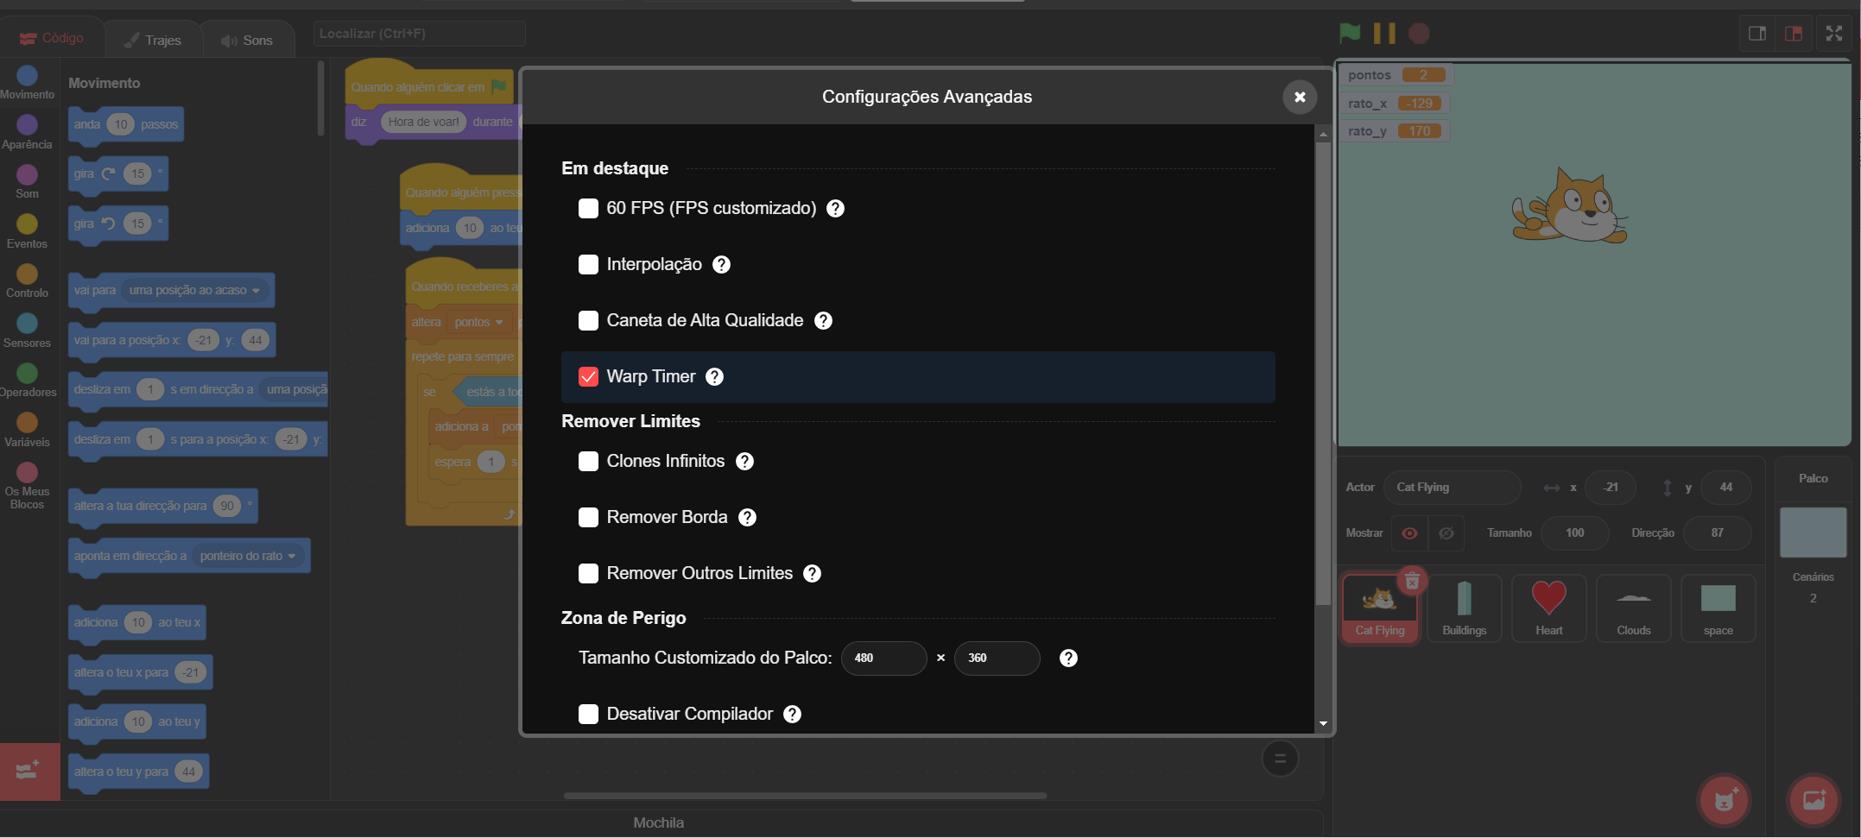 Código
Trajes
Sons
Localizar (Ctrl+F)
Movimento
Aparência
Som
Eventos
Controlo
Sensores
Operadores
Variáveis
Os Meus
Blocos
Movimento
anda 10 passos
gira 15 °
gira 15 °
vai para uma posição ao acaso
vai para a posição x: -21 y: 44
desliza em 1 s em direcção a uma posiçã
desliza em 1 s para a posição x: -21 y:
altera a tua direcção para 90 °
aponta em direcção a ponteiro do rato
adiciona 10 ao teu x
altera o teu x para -21
adiciona 10 ao teu y
altera o teu y para 44
Quando alguém clicar em
diz Hora de voar! durante
Quando alguém press
adiciona 10 ao teu
Quando receberes a
altera pontos p
repete para sempre
se estás a toc
adiciona a pon
espera 1 s
Configurações Avançadas
Em destaque
60 FPS (FPS customizado) ?
Interpolação ?
Caneta de Alta Qualidade ?
Warp Timer ?
Remover Limites
Clones Infinitos ?
Remover Borda ?
Remover Outros Limites ?
Zona de Perigo
Tamanho Customizado do Palco: 480 × 360 ?
Desativar Compilador ?
Mochila
pontos 2
rato_x -129
rato_y 170
Actor Cat Flying x -21 y 44
Mostrar Tamanho 100 Direcção 87
Cat Flying
Buildings
Heart
Clouds
space
Palco
Cenários
2